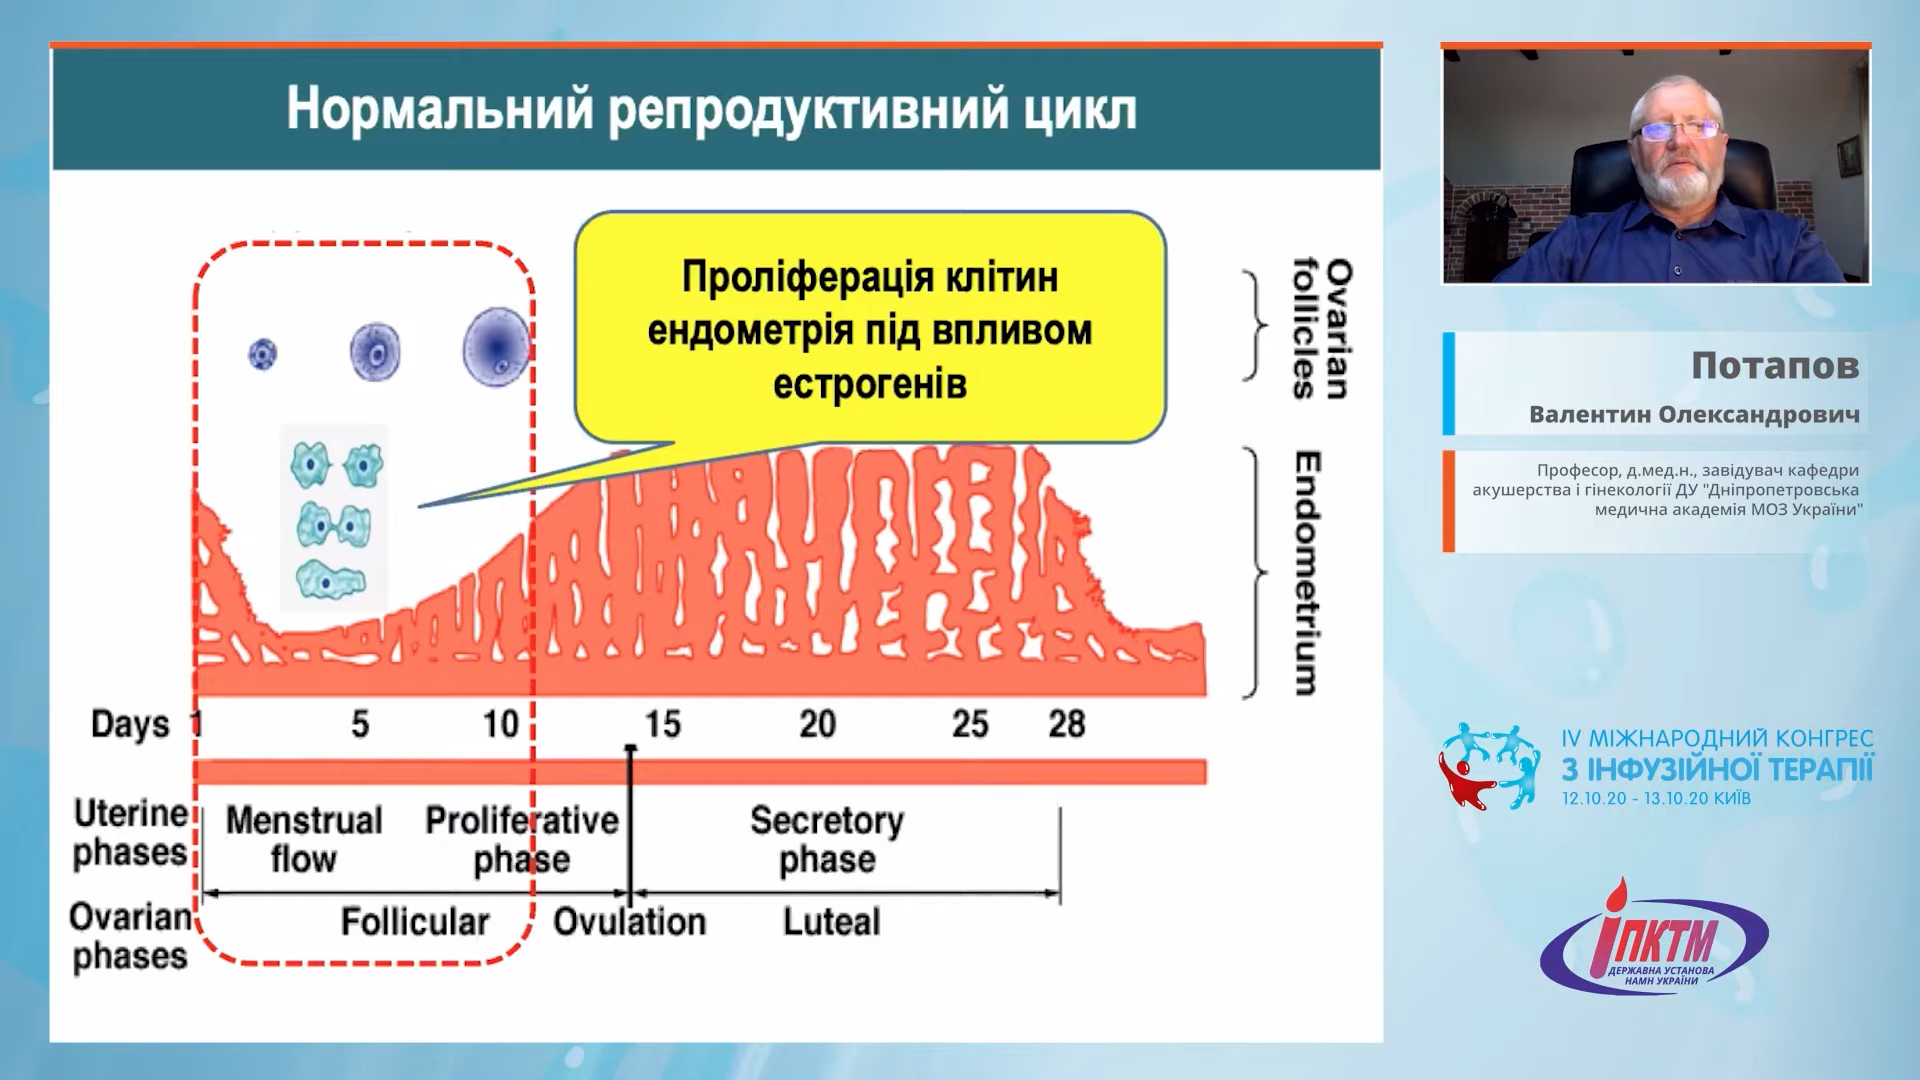 Нормальний репродуктивний цикл
Проліферація клітин
ендометрія під впливом
естрогенів
Ovarian
follicles
Endometrium
Days 1 5 10 15 20 25 28
Uterine
phases
Menstrual
flow
Proliferative
phase
Secretory
phase
Ovarian
phases
Follicular
Ovulation
Luteal
Потапов
Валентин Олександрович
Професор, д.мед.н., завідувач кафедри
акушерства і гінекології ДУ "Дніпропетровська
медична академія МОЗ України"
IV МІЖНАРОДНИЙ КОНГРЕС
З ІНФУЗІЙНОЇ ТЕРАПІЇ
12.10.20 - 13.10.20 КИЇВ
ІПКТМ
ДЕРЖАВНА УСТАНОВА
НАМН УКРАЇНИ